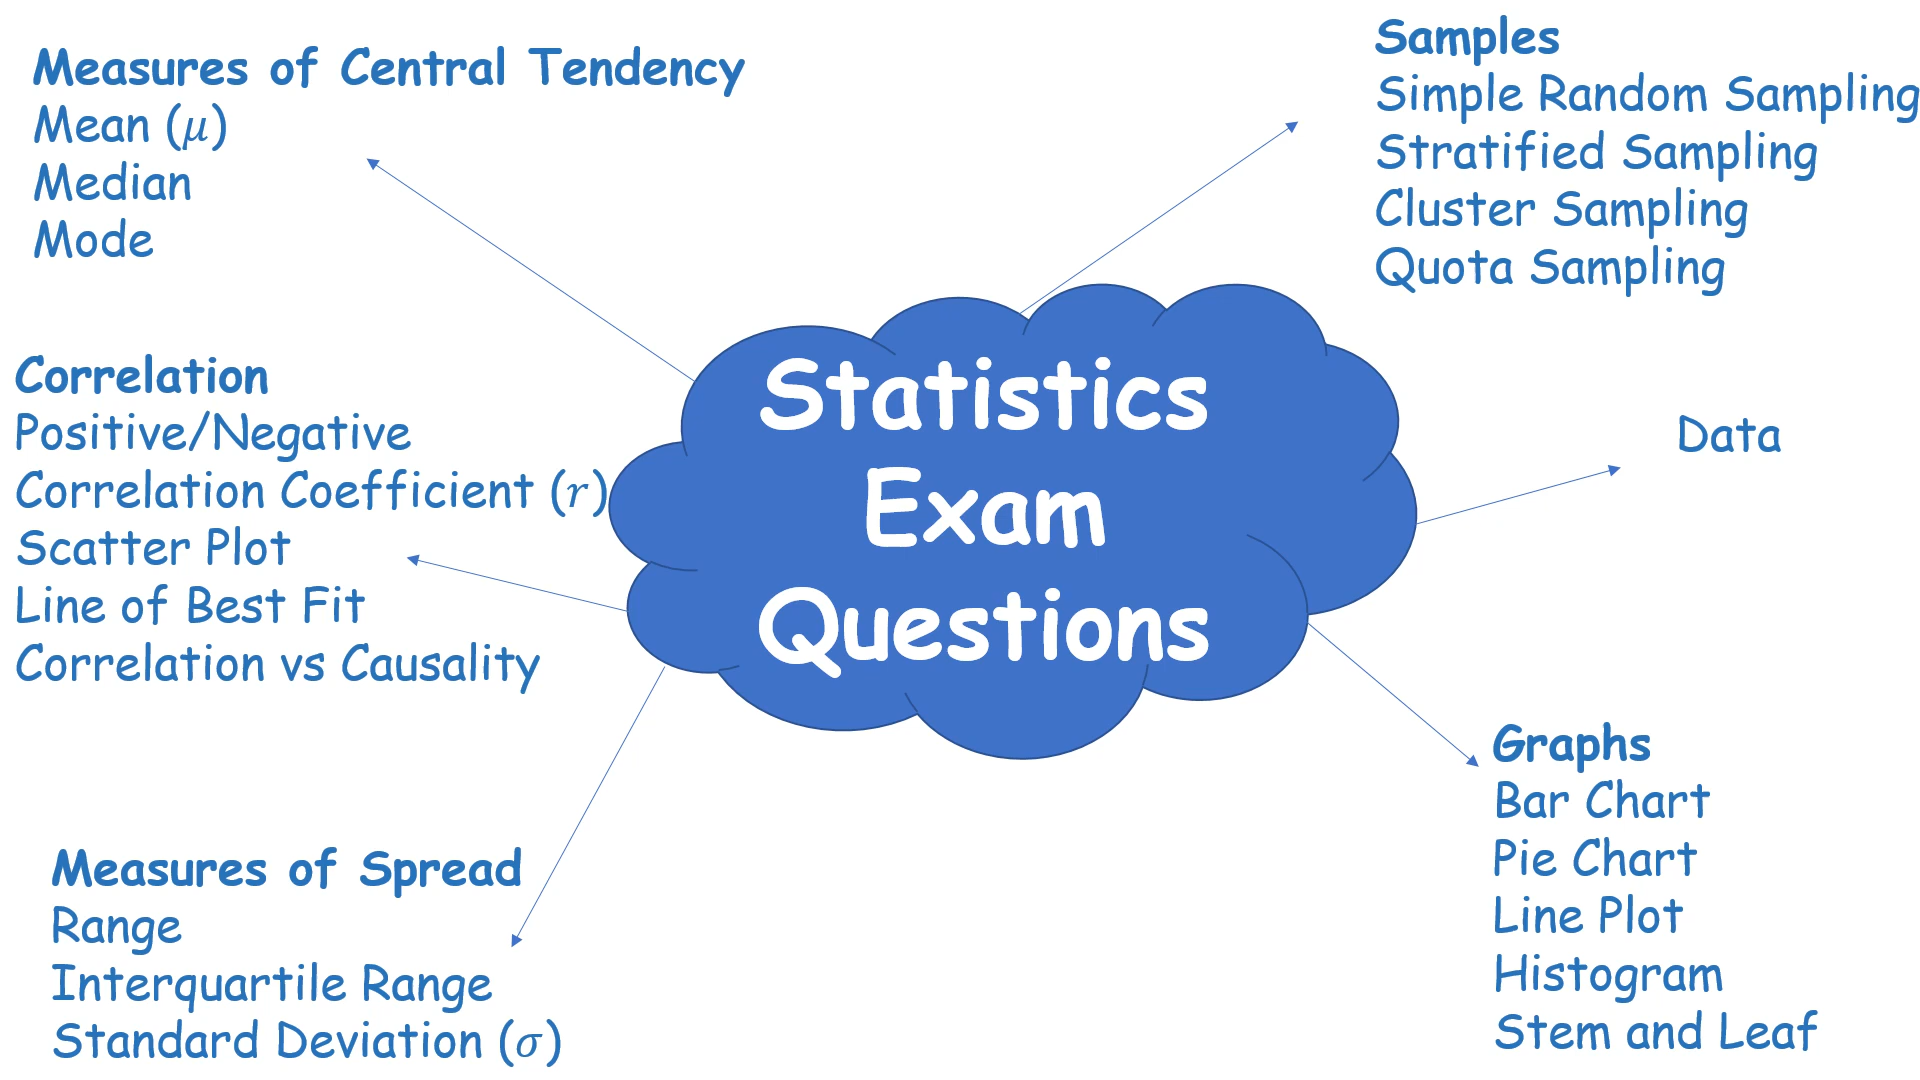 Measures of Central Tendency
Mean (μ)
Median
Mode
Samples
Simple Random Sampling
Stratified Sampling
Cluster Sampling
Quota Sampling
Correlation
Positive/Negative
Correlation Coefficient (r)
Scatter Plot
Line of Best Fit
Correlation vs Causality
Statistics
Exam
Questions
Data
Measures of Spread
Range
Interquartile Range
Standard Deviation (σ)
Graphs
Bar Chart
Pie Chart
Line Plot
Histogram
Stem and Leaf